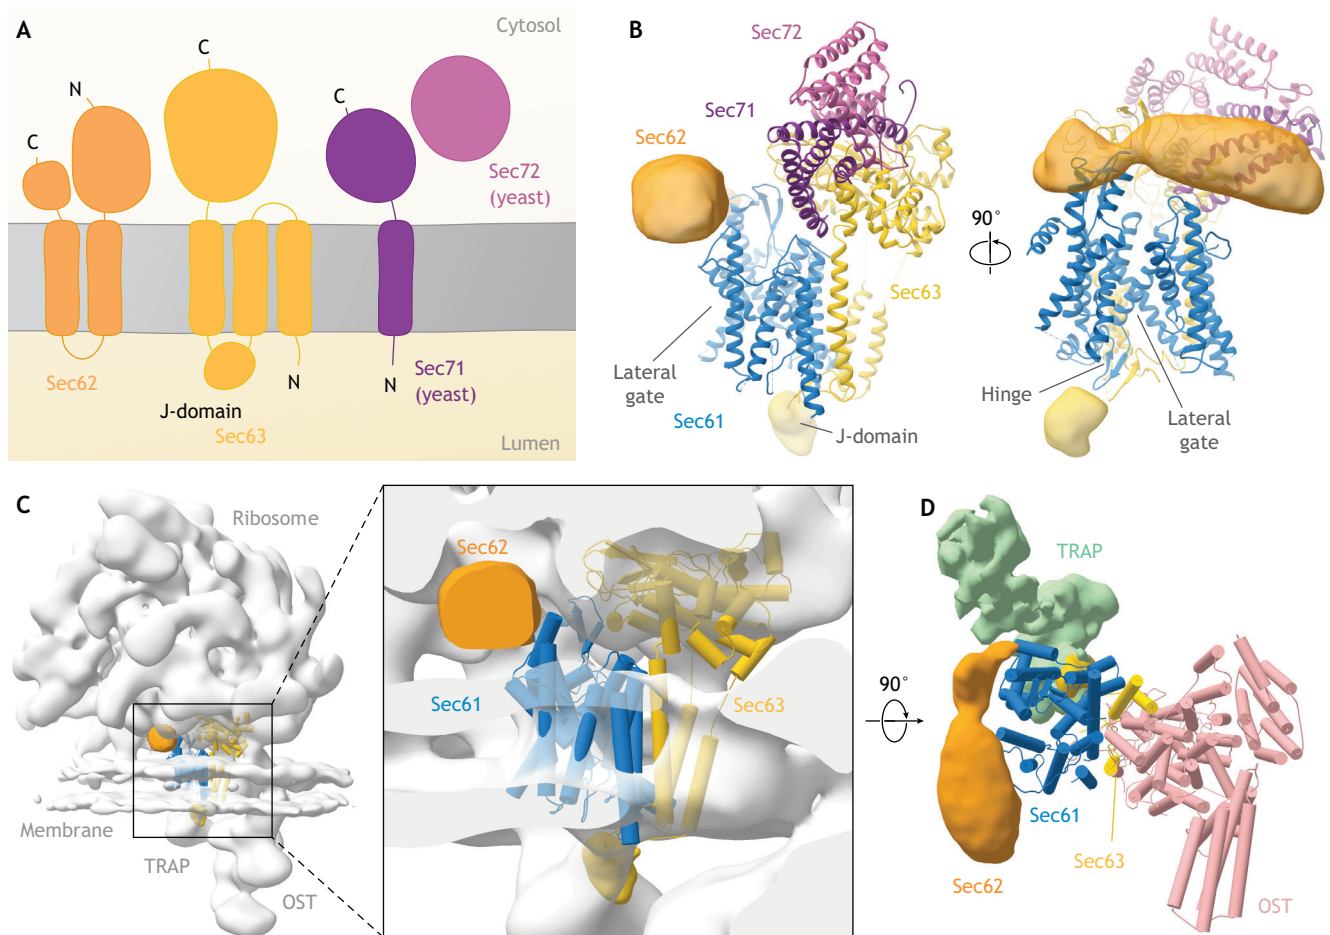 A
Cytosol
C
N
C
C
Sec72
(yeast)
Sec62
J-domain
Sec63
N
N
Sec71
(yeast)
Lumen
B
Sec72
Sec71
Sec62
Sec63
Lateral
gate
Sec61
J-domain
90°
Hinge
Lateral
gate
C
Ribosome
Membrane
TRAP
OST
Sec62
Sec61
Sec63
90°
D
TRAP
Sec61
Sec63
Sec62
OST